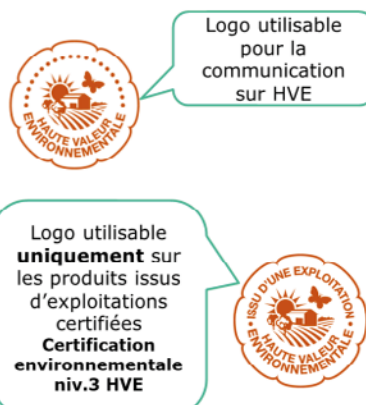 Logo utilisable
pour la
communication
sur HVE
HAUTE VALEUR
ENVIRONNEMENTALE
Logo utilisable
uniquement sur
les produits issus
d'exploitations
certifiées
Certification
environnementale
niv.3 HVE
• ISSU D'UNE EXPLOITATION •
HAUTE VALEUR
ENVIRONNEMENTALE